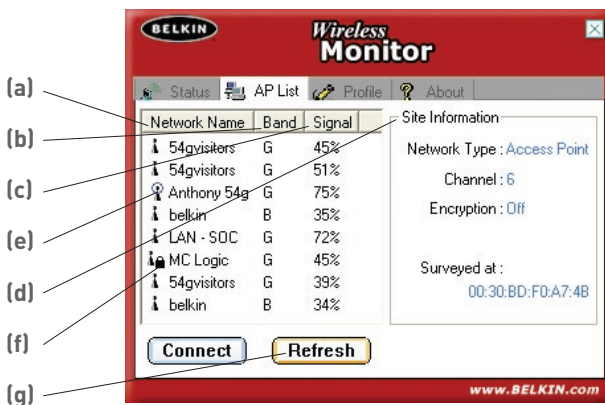 BELKIN
Wireless
Monitor
Status AP List Profile About
(a)
(b)
(c)
(e)
(d)
(f)
(g)
Network Name Band Signal
54gvisitors G 45%
54gvisitors G 51%
Anthony 54g G 75%
belkin B 35%
LAN - SOC G 72%
MC Logic G 45%
54gvisitors G 39%
belkin B 34%
Site Information
Network Type : Access Point
Channel : 6
Encryption : Off
Surveyed at :
00:30:BD:F0:A7:4B
Connect Refresh
www.BELKIN.com